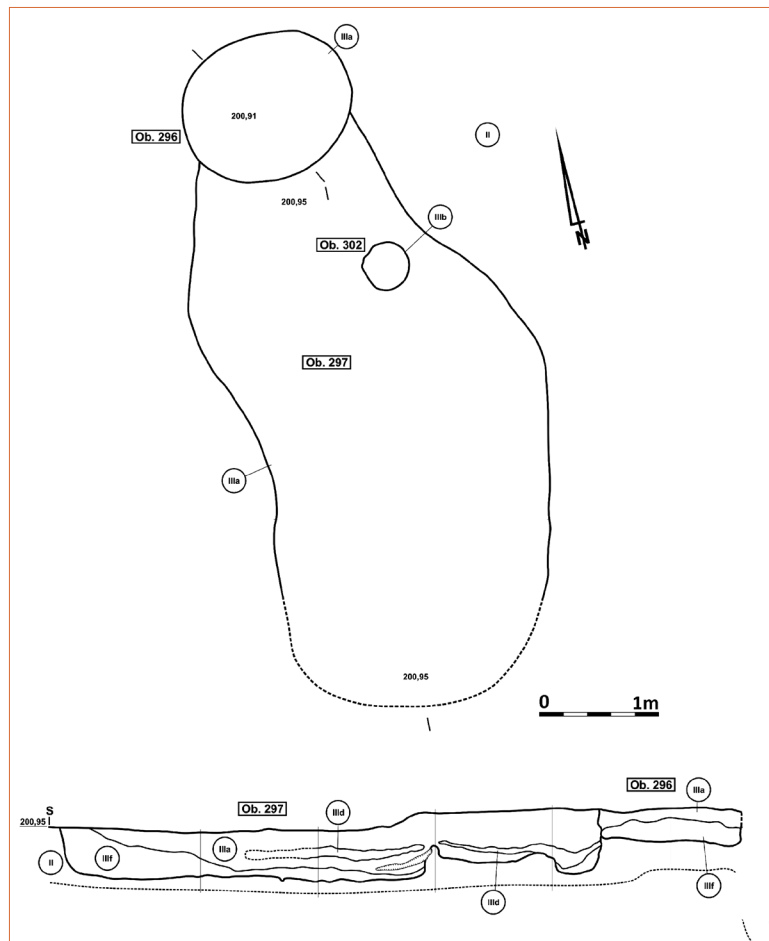 IIIa
200,91
Ob. 296
II
200,95
IIIb
Ob. 302
N
Ob. 297
IIIa
200,95
0 1m
S
200,95
Ob. 297
IIId
Ob. 296
IIIa
II
IIIf
IIIa
IIId
IIIf